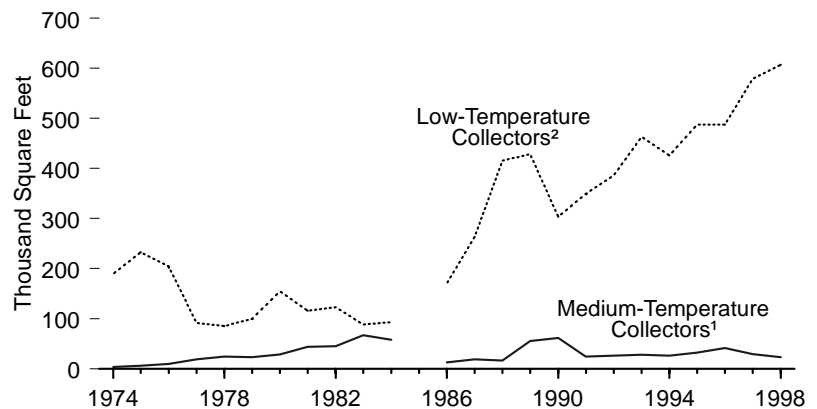 700
600
500
400
300
200
100
0
Thousand Square Feet
Low-Temperature
Collectors²
Medium-Temperature
Collectors¹
1974 1978 1982 1986 1990 1994 1998